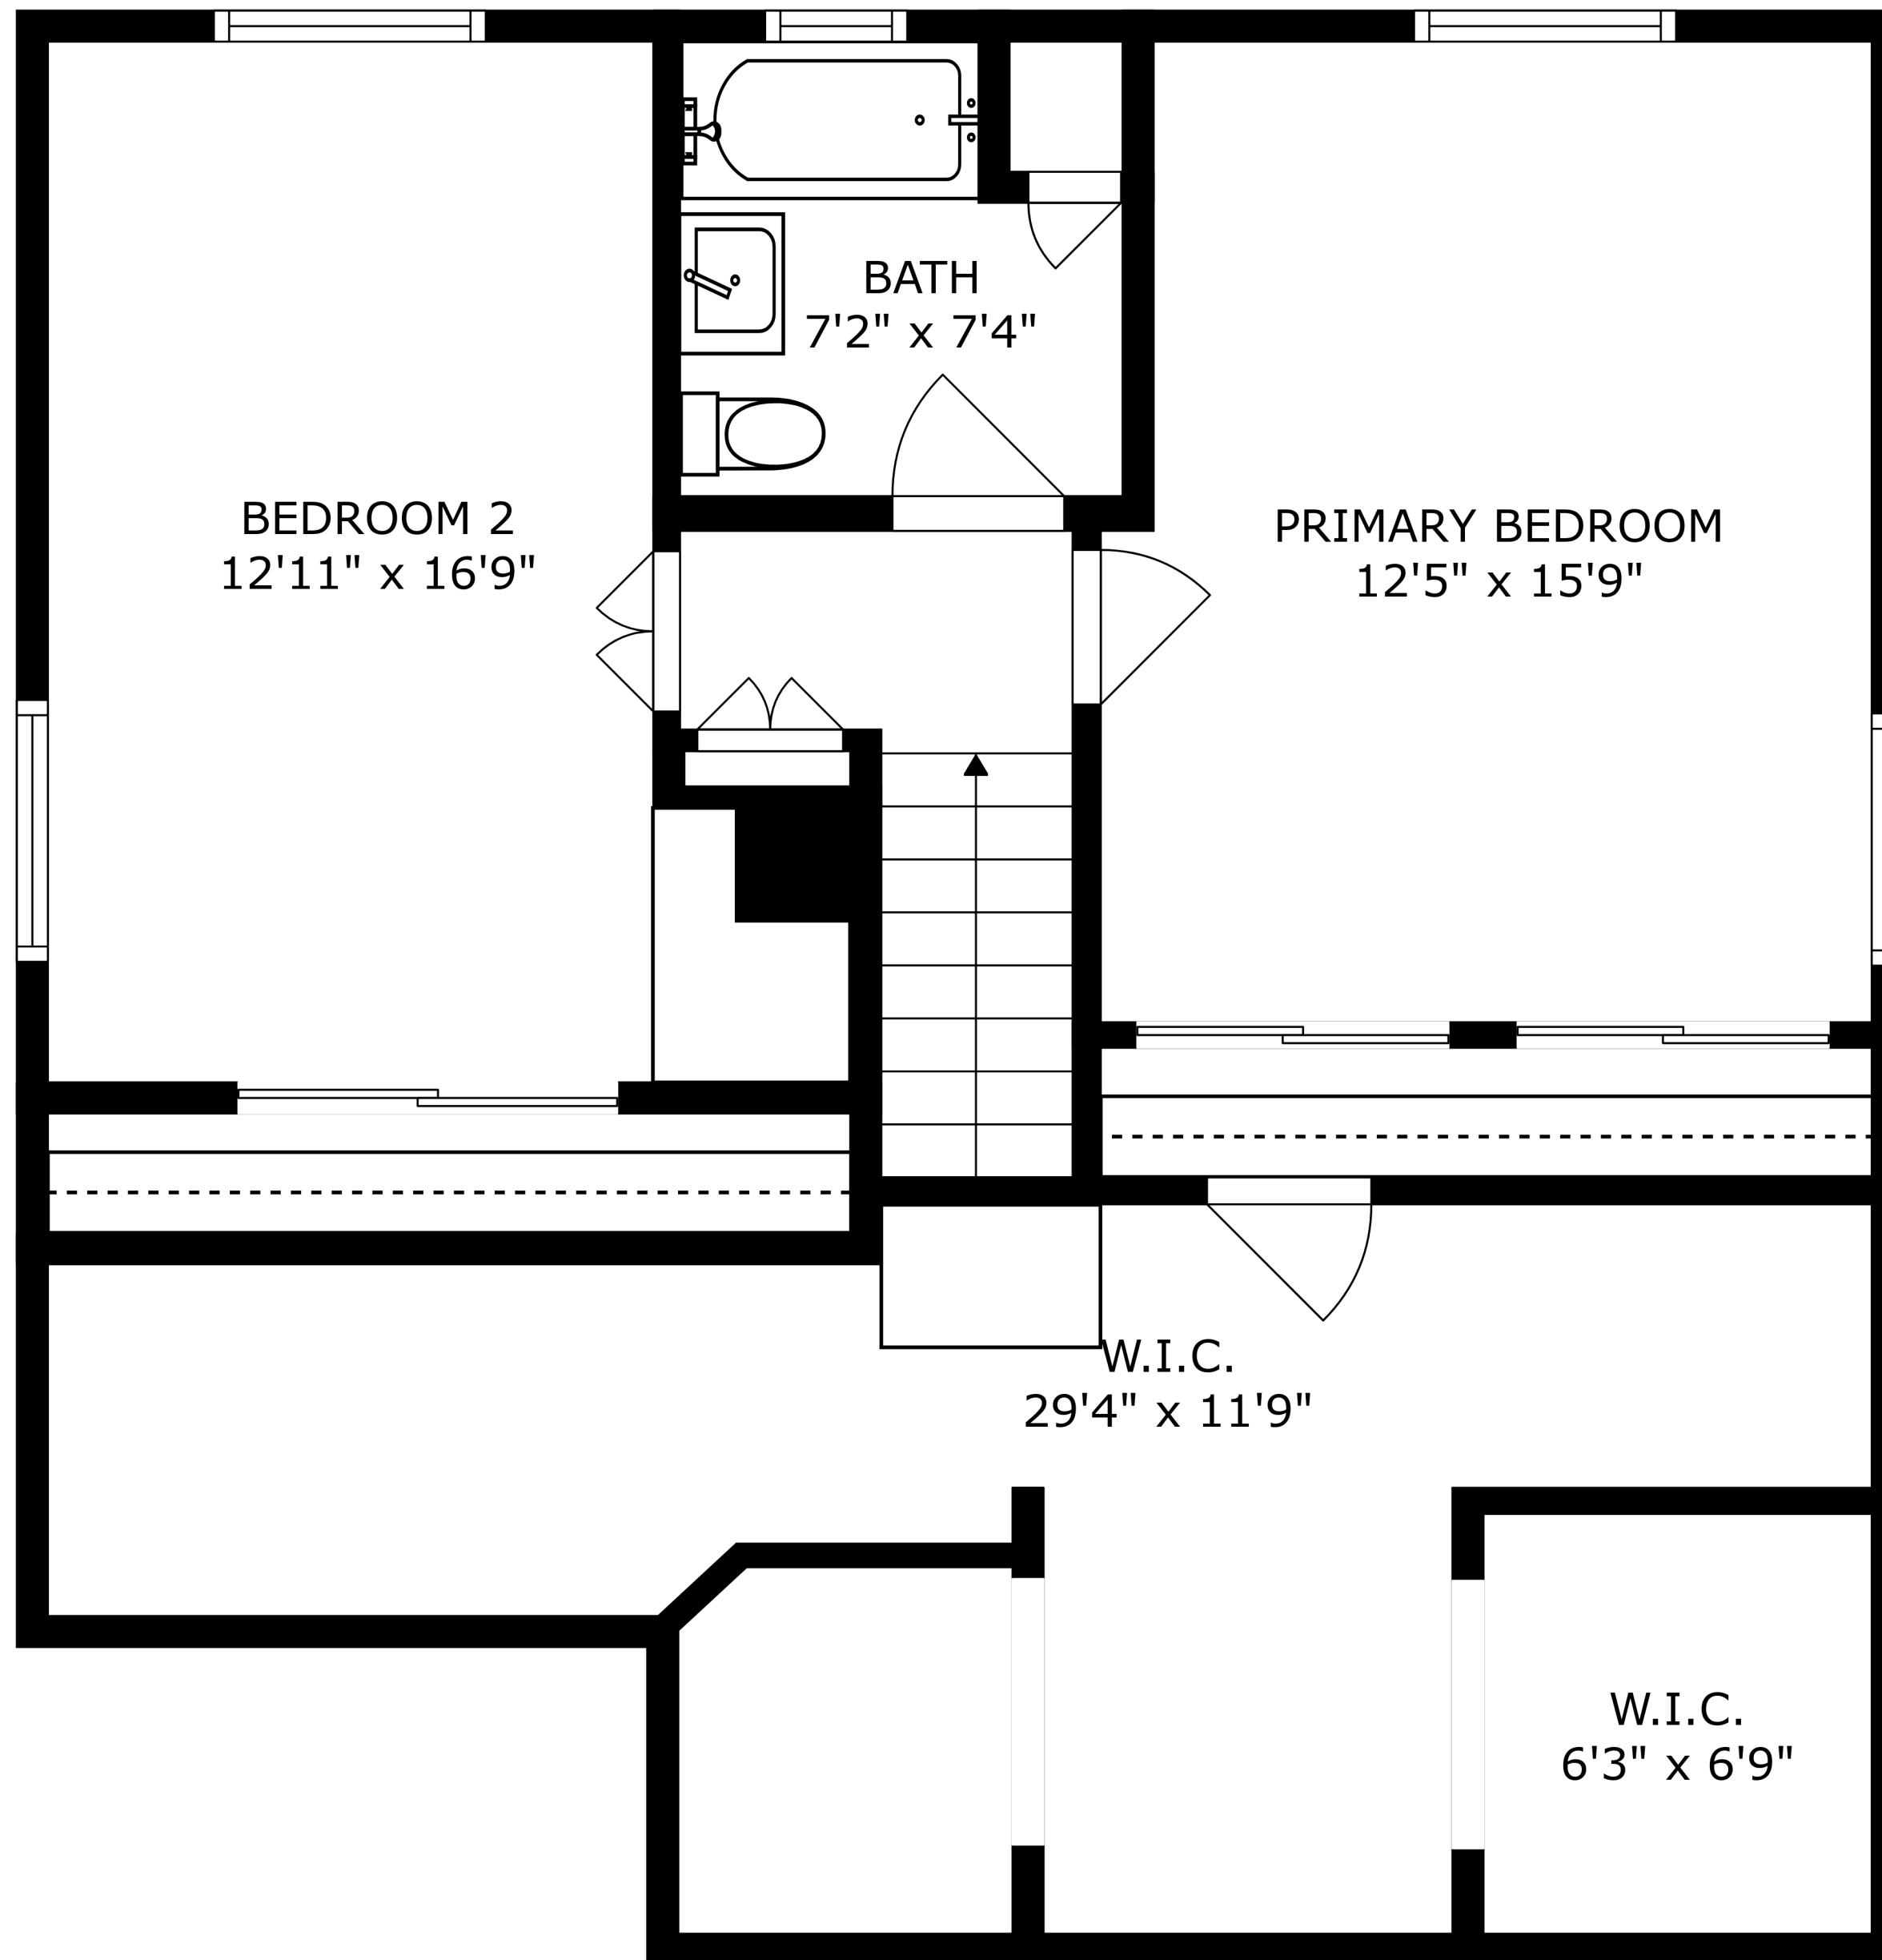 BATH
7'2" x 7'4"
BEDROOM 2
12'11" x 16'9"
PRIMARY BEDROOM
12'5" x 15'9"
W.I.C.
29'4" x 11'9"
W.I.C.
6'3" x 6'9"